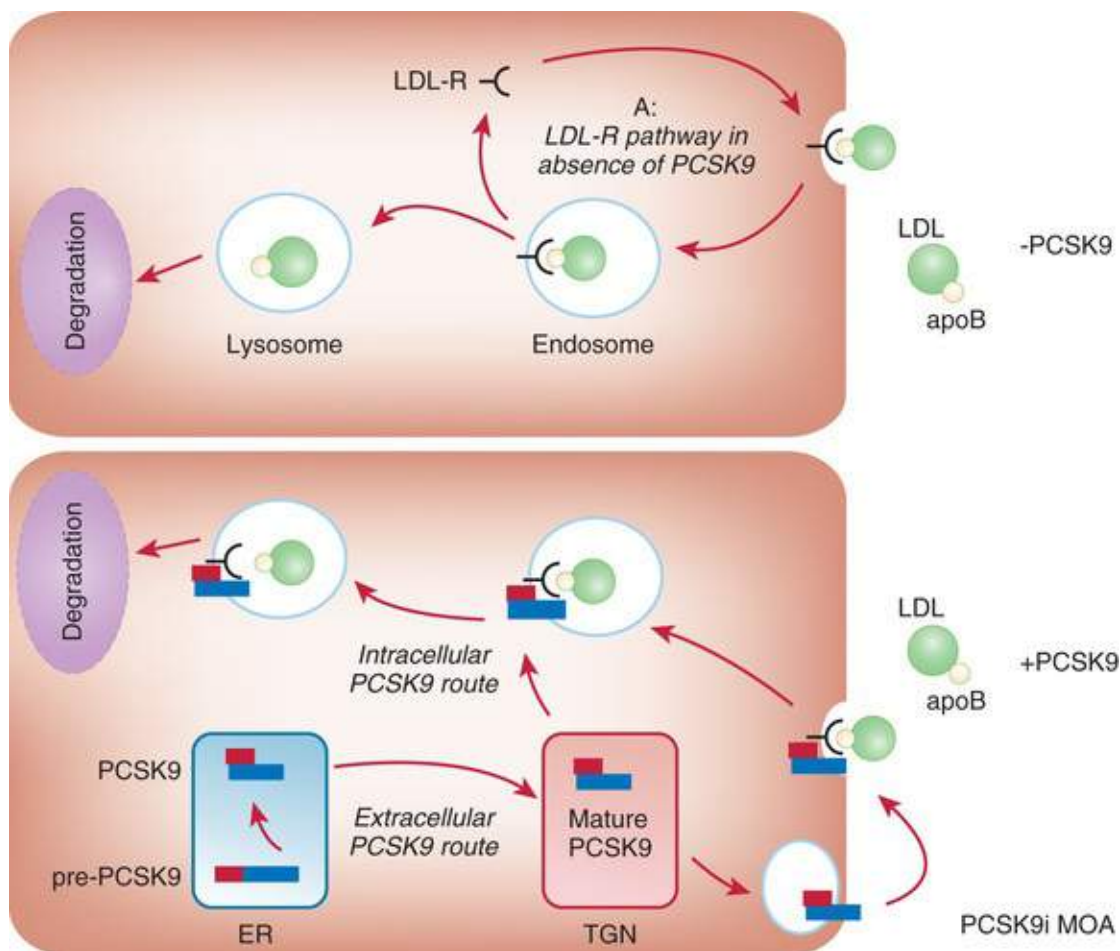 LDL-R
A:
LDL-R pathway in
absence of PCSK9
Degradation
Lysosome
Endosome
LDL
apoB
-PCSK9
Degradation
Intracellular
PCSK9 route
LDL
apoB
+PCSK9
PCSK9
pre-PCSK9
ER
Extracellular
PCSK9 route
Mature
PCSK9
TGN
PCSK9i MOA